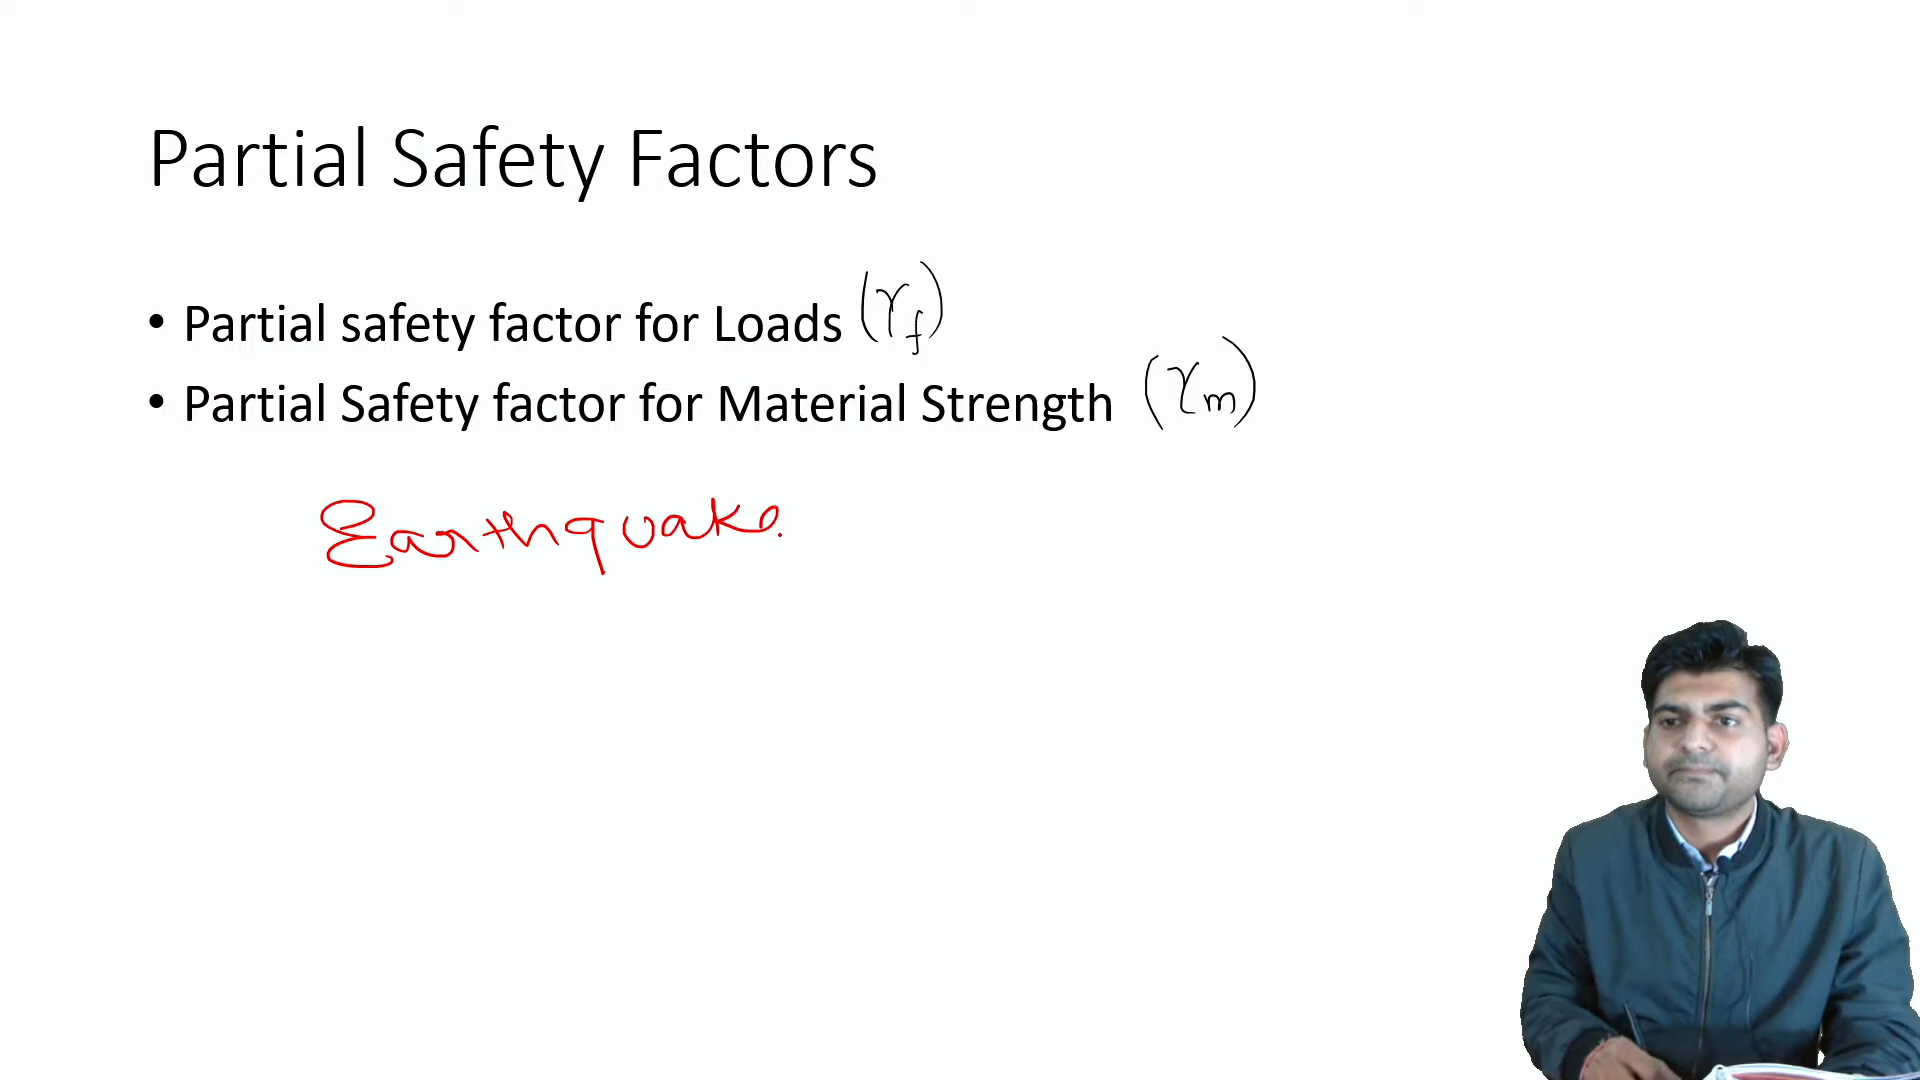 Partial Safety Factors
• Partial safety factor for Loads (γf)
• Partial Safety factor for Material Strength (γm)
Earthquake.